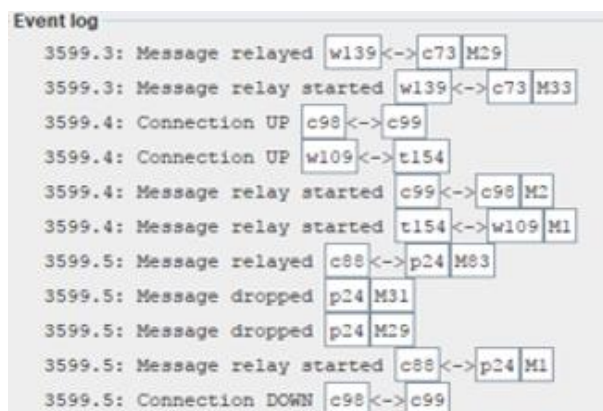 Event log
3599.3: Message relayed w139<->c73 M29
3599.3: Message relay started w139<->c73 M33
3599.4: Connection UP c98<->c99
3599.4: Connection UP w109<->t154
3599.4: Message relay started c99<->c98 M2
3599.4: Message relay started t154<->w109 M1
3599.5: Message relayed c88<->p24 M83
3599.5: Message dropped p24 M31
3599.5: Message dropped p24 M29
3599.5: Message relay started c88<->p24 M1
3599.5: Connection DOWN c98<->c99